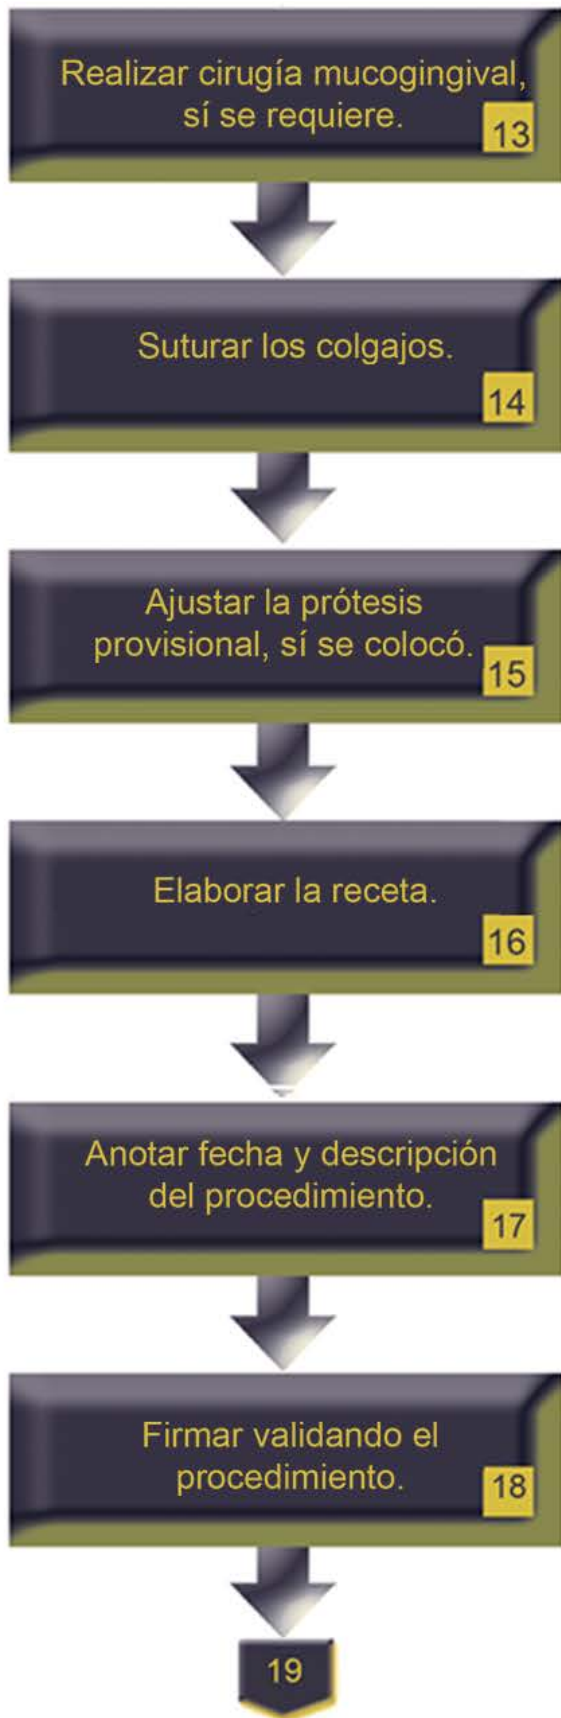 Realizar cirugía mucogingival,
sí se requiere.
13
Suturar los colgajos.
14
Ajustar la prótesis
provisional, sí se colocó.
15
Elaborar la receta.
16
Anotar fecha y descripción
del procedimiento.
17
Firmar validando el
procedimiento.
18
19